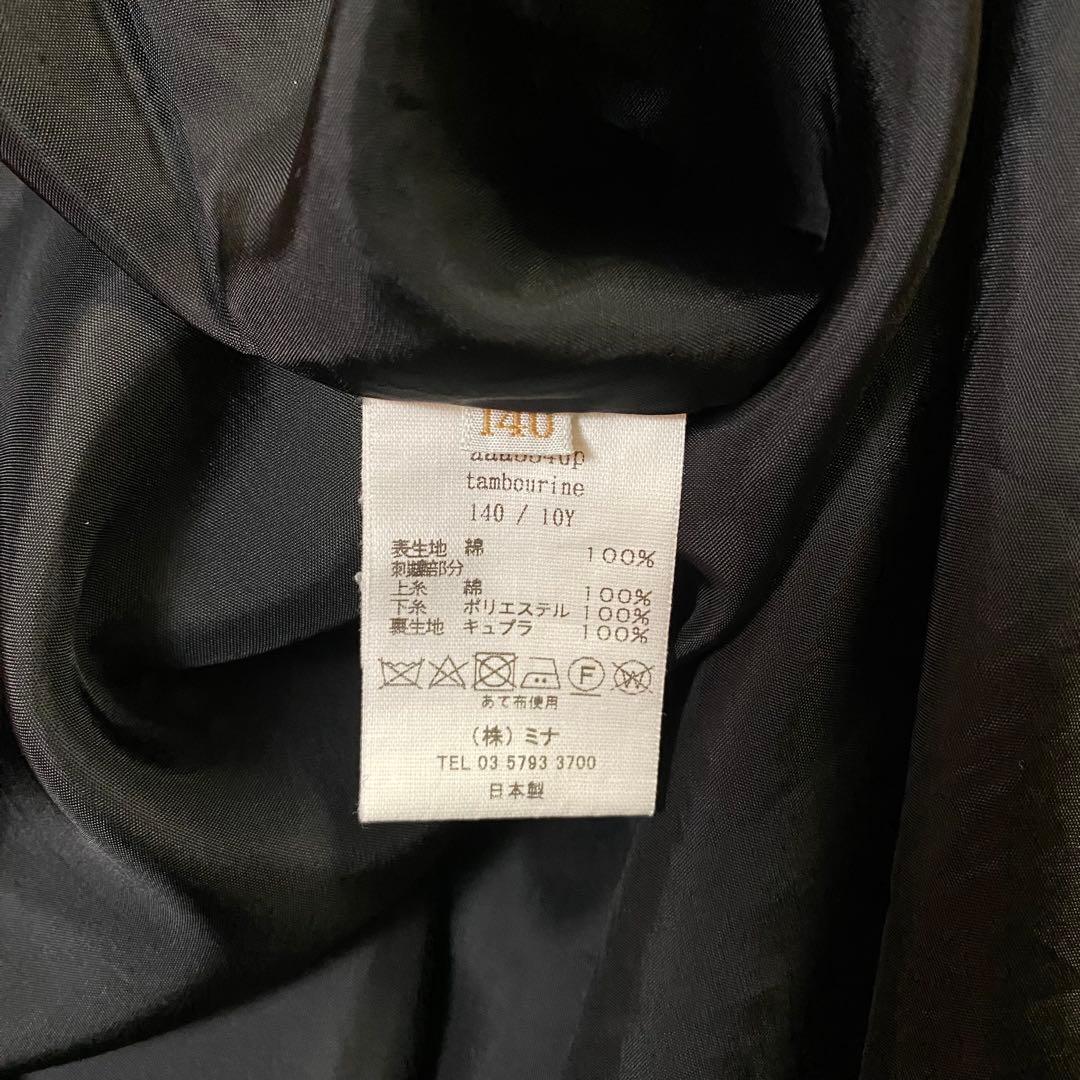 140
tambourine
140 / 10Y
表生地 綿 100%
刺繍部分
上糸 綿 100%
下糸 ポリエステル 100%
裏生地 キュプラ 100%
F W
あて布使用
(株)ミナ
TEL 03 5793 3700
日本製